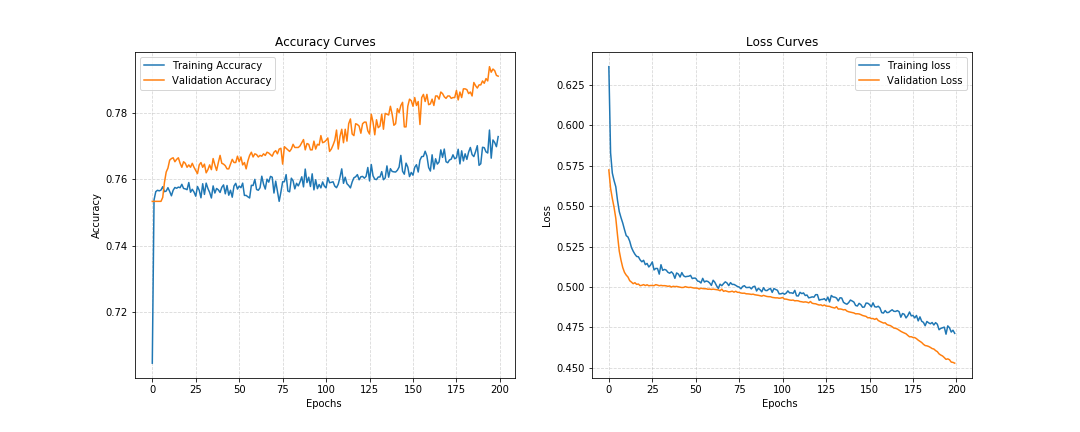 Accuracy Curves
Training Accuracy
Validation Accuracy
0.78
0.76
0.74
0.72
Accuracy
0 25 50 75 100 125 150 175 200
Epochs
Loss Curves
Training loss
Validation Loss
0.625
0.600
0.575
0.550
0.525
0.500
0.475
0.450
Loss
0 25 50 75 100 125 150 175 200
Epochs